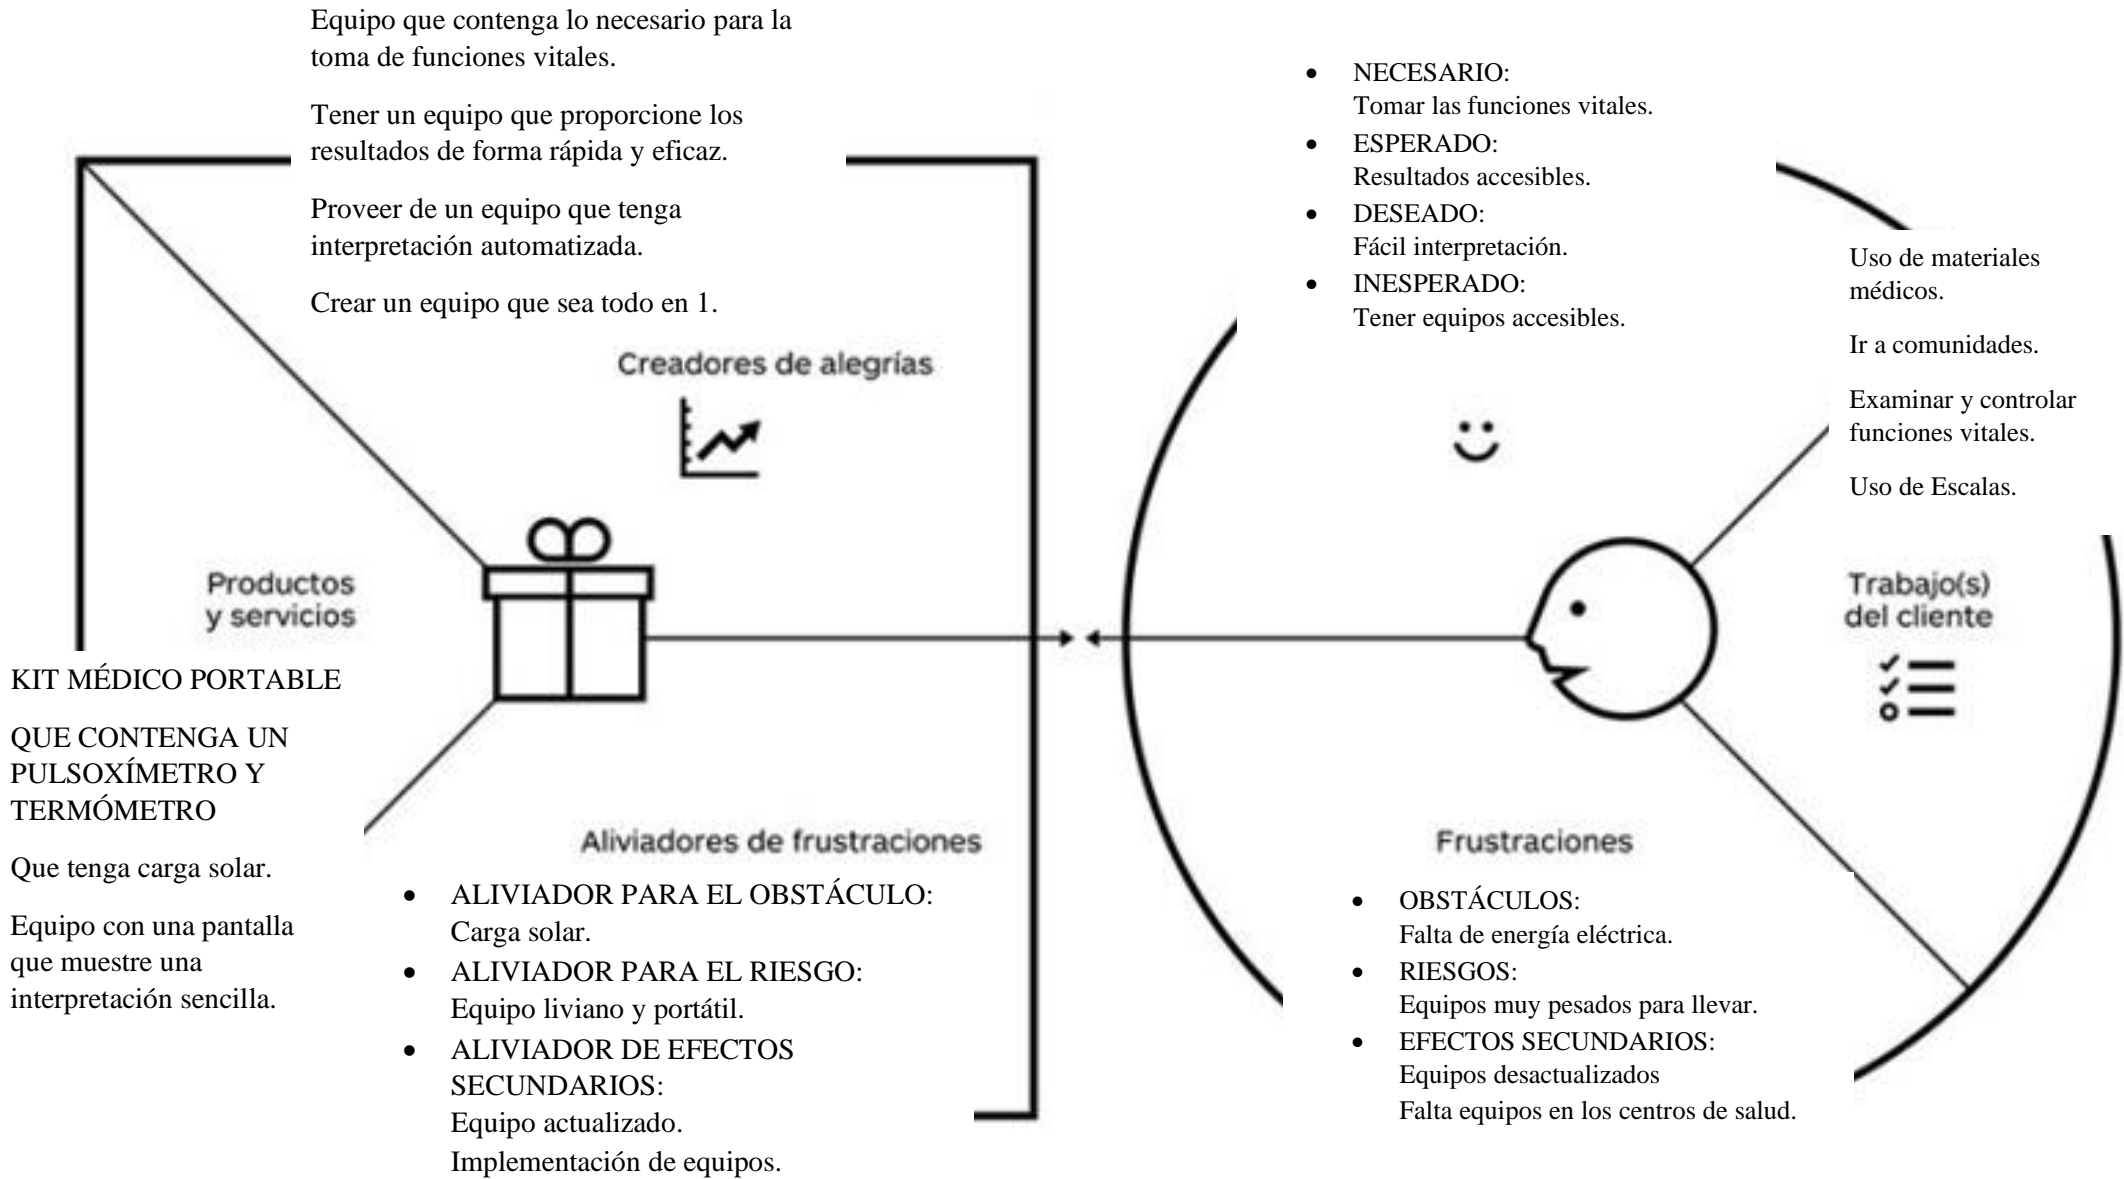 Equipo que contenga lo necesario para la
toma de funciones vitales.
Tener un equipo que proporcione los
resultados de forma rápida y eficaz.
Proveer de un equipo que tenga
interpretación automatizada.
Crear un equipo que sea todo en 1.
Creadores de alegrías
Productos
y servicios
KIT MÉDICO PORTABLE
QUE CONTENGA UN
PULSOXÍMETRO Y
TERMÓMETRO
Que tenga carga solar.
Equipo con una pantalla
que muestre una
interpretación sencilla.
Aliviadores de frustraciones
• ALIVIADOR PARA EL OBSTÁCULO:
Carga solar.
• ALIVIADOR PARA EL RIESGO:
Equipo liviano y portátil.
• ALIVIADOR DE EFECTOS
SECUNDARIOS:
Equipo actualizado.
Implementación de equipos.
• NECESARIO:
Tomar las funciones vitales.
• ESPERADO:
Resultados accesibles.
• DESEADO:
Fácil interpretación.
• INESPERADO:
Tener equipos accesibles.
Uso de materiales
médicos.
Ir a comunidades.
Examinar y controlar
funciones vitales.
Uso de Escalas.
Trabajo(s)
del cliente
Frustraciones
• OBSTÁCULOS:
Falta de energía eléctrica.
• RIESGOS:
Equipos muy pesados para llevar.
• EFECTOS SECUNDARIOS:
Equipos desactualizados
Falta equipos en los centros de salud.